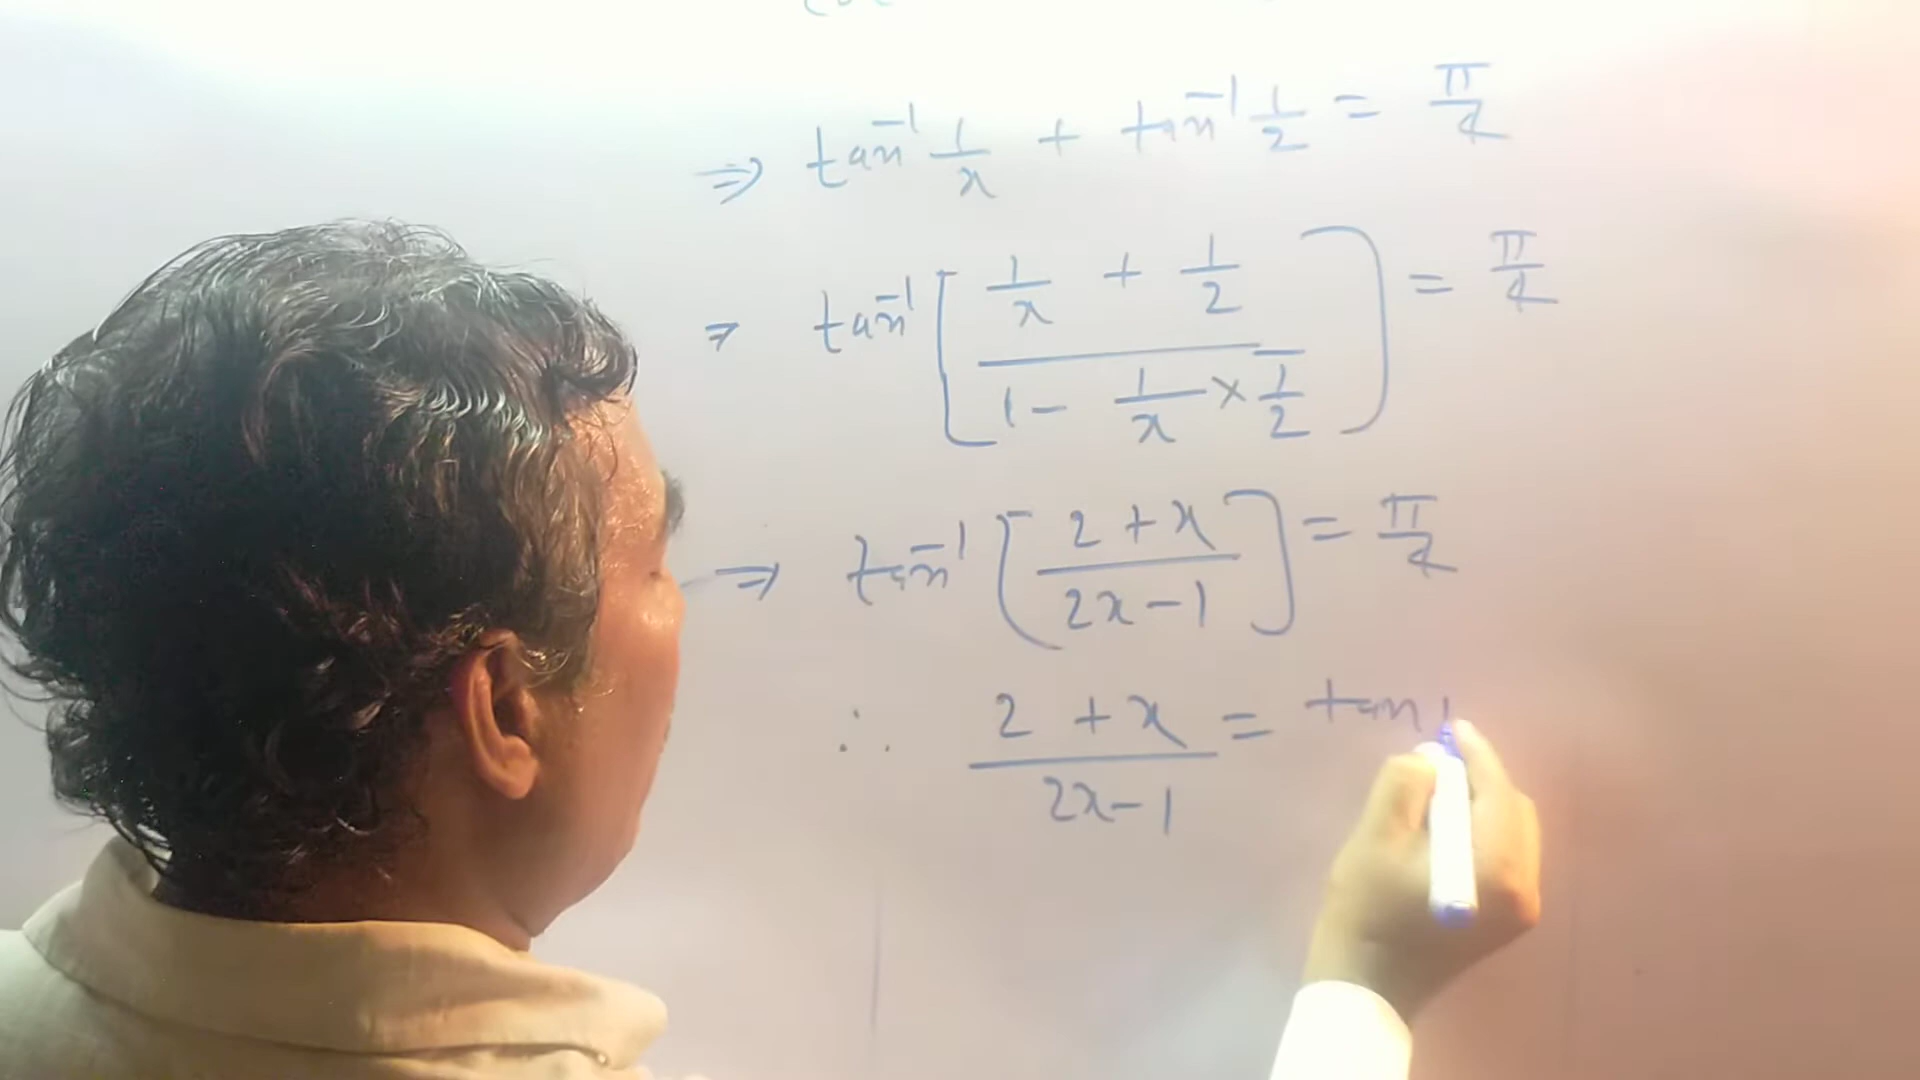 ⇒ tan⁻¹ 1/x + tan⁻¹ 1/2 = π/4
⇒ tan⁻¹ [ (1/x + 1/2) / (1 - 1/x × 1/2) ] = π/4
⇒ tan⁻¹ [ (2 + x) / (2x - 1) ] = π/4
∴ (2 + x) / (2x - 1) = tan